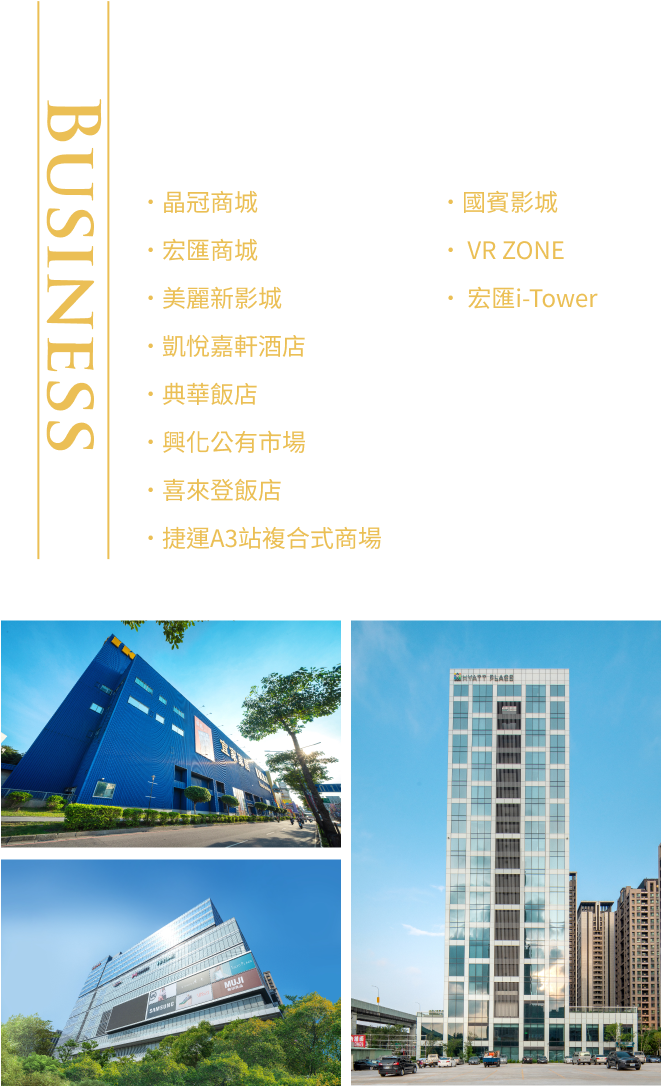 BUSINESS
・晶冠商城
・宏匯商城
・美麗新影城
・凱悅嘉軒酒店
・典華飯店
・興化公有市場
・喜來登飯店
・捷運A3站複合式商場
・國賓影城
・ VR ZONE
・ 宏匯i-Tower
HYATT PLACE
SAMSUNG
MUJI